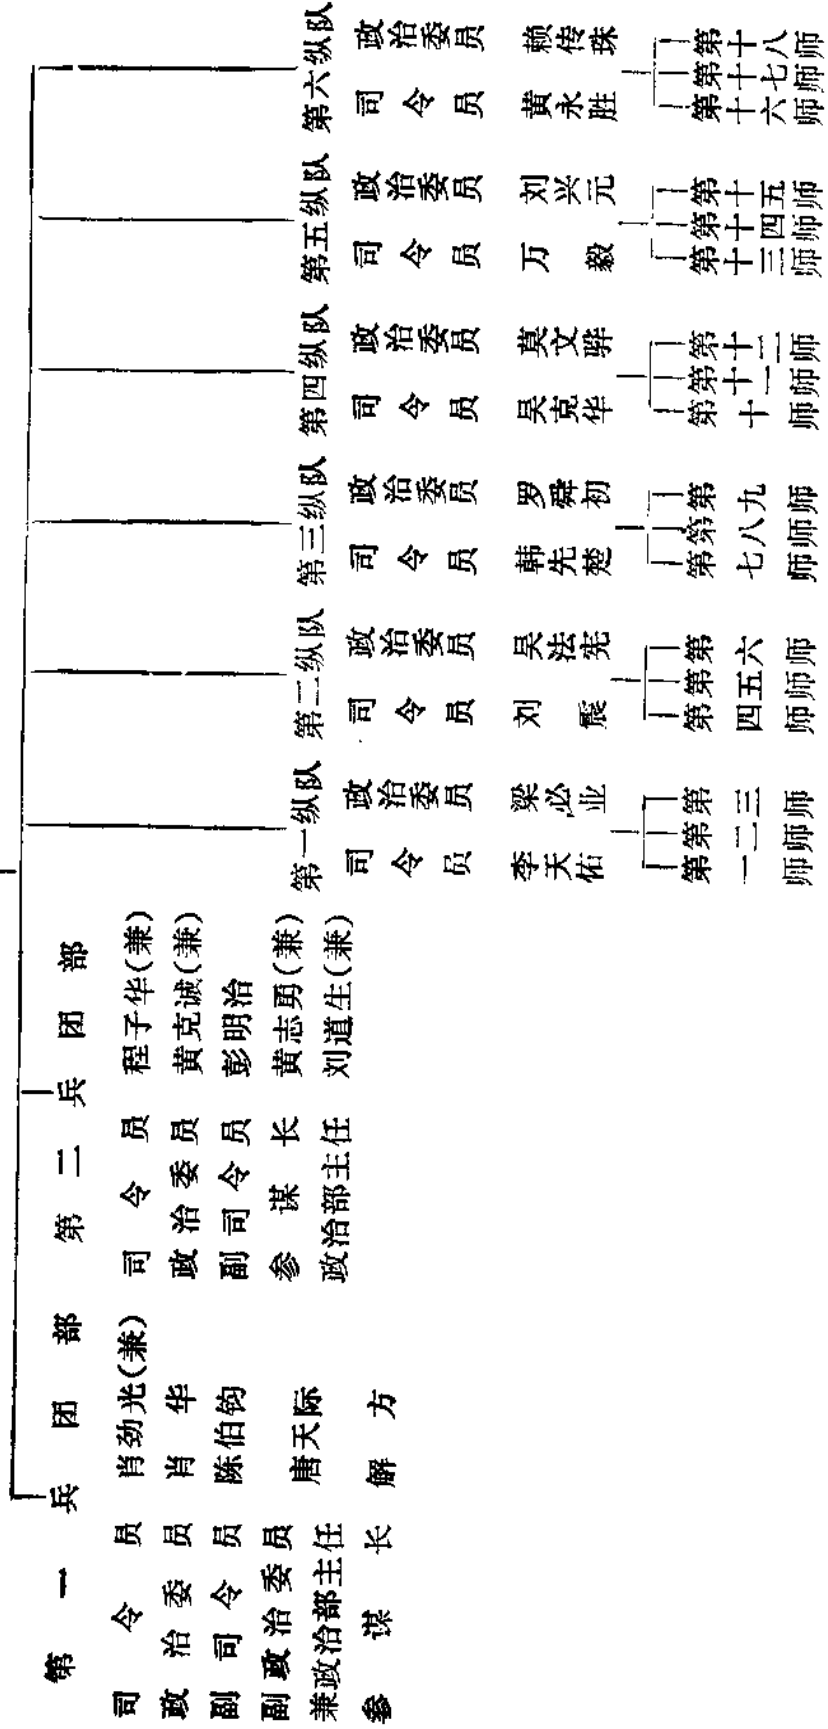 第一兵团部
司令员 肖劲光(兼)
政治委员 肖华
副司令员 陈伯钧
副政治委员
兼政治部主任 唐天际
参谋长 解方
第二兵团部
司令员 程子华(兼)
政治委员 黄克诚(兼)
副司令员 彭明治
参谋长 黄志勇(兼)
政治部主任 刘道生(兼)
第一纵队
司令员 李天佑
政治委员 梁必业
第一师
第二师
第三师
第二纵队
司令员 刘震
政治委员 吴法宪
第四师
第五师
第六师
第三纵队
司令员 韩先楚
政治委员 罗舜初
第七师
第八师
第九师
第四纵队
司令员 吴克华
政治委员 莫文骅
第十师
第十一师
第十二师
第五纵队
司令员 万毅
政治委员 刘兴元
第十三师
第十四师
第十五师
第六纵队
司令员 黄永胜
政治委员 赖传珠
第十六师
第十七师
第十八师